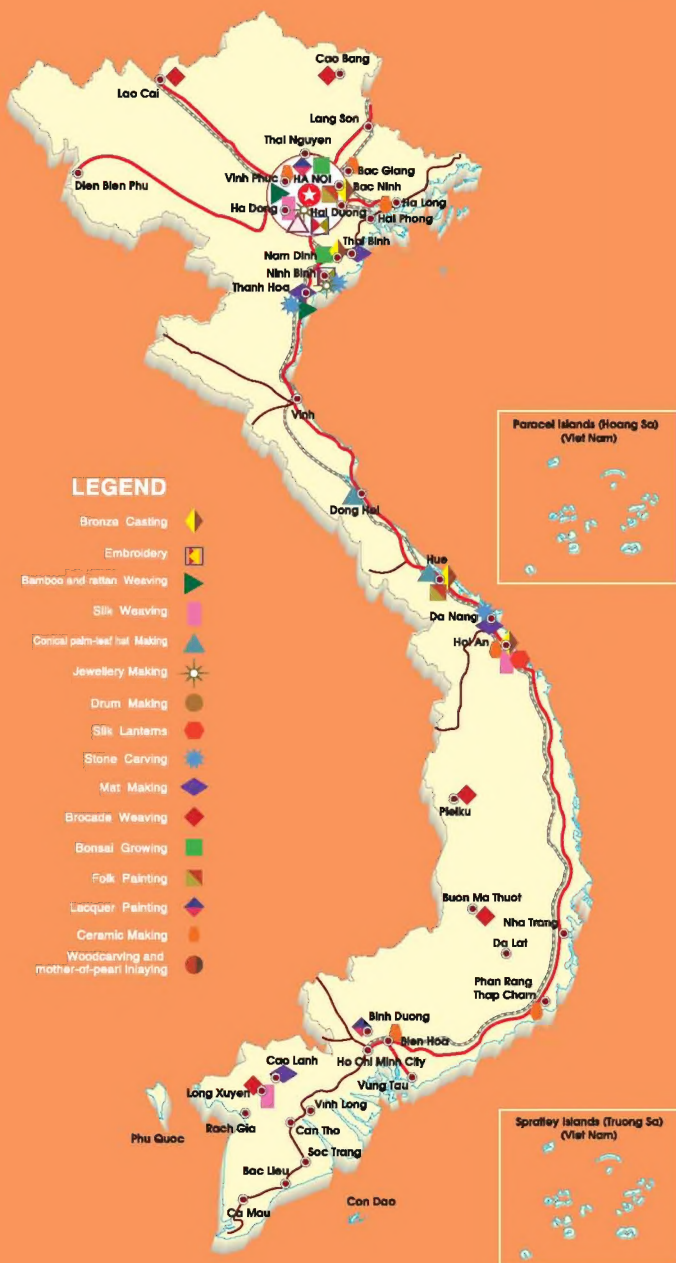 Cao Bang
Lao Cai
Lang Son
Thai Nguyen
Vinh Phuc
HA NOI
Bac Giang
Bac Ninh
Dien Bien Phu
Ha Dong
Hai Duong
Ha Long
Hai Phong
Thai Binh
Nam Dinh
Ninh Binh
Thanh Hoa
Vinh
Paracel Islands (Hoang Sa)
(Viet Nam)
LEGEND
Bronze Casting
Embroidery
Bamboo and rattan Weaving
Silk Weaving
Conical palm-leaf hat Making
Jewellery Making
Drum Making
Silk Lanterns
Stone Carving
Mat Making
Brocade Weaving
Bonsai Growing
Folk Painting
Lacquer Painting
Ceramic Making
Woodcarving and
mother-of-pearl inlaying
Dong Hoi
Hue
Da Nang
Hoi An
Pleiku
Buon Ma Thuot
Nha Trang
Da Lat
Phan Rang
Thap Cham
Binh Duong
Bien Hoa
Ho Chi Minh City
Cao Lanh
Vung Tau
Long Xuyen
Vinh Long
Rach Gia
Can Tho
Phu Quoc
Soc Trang
Bac Lieu
Con Dao
Ca Mau
Spratley Islands (Truong Sa)
(Viet Nam)